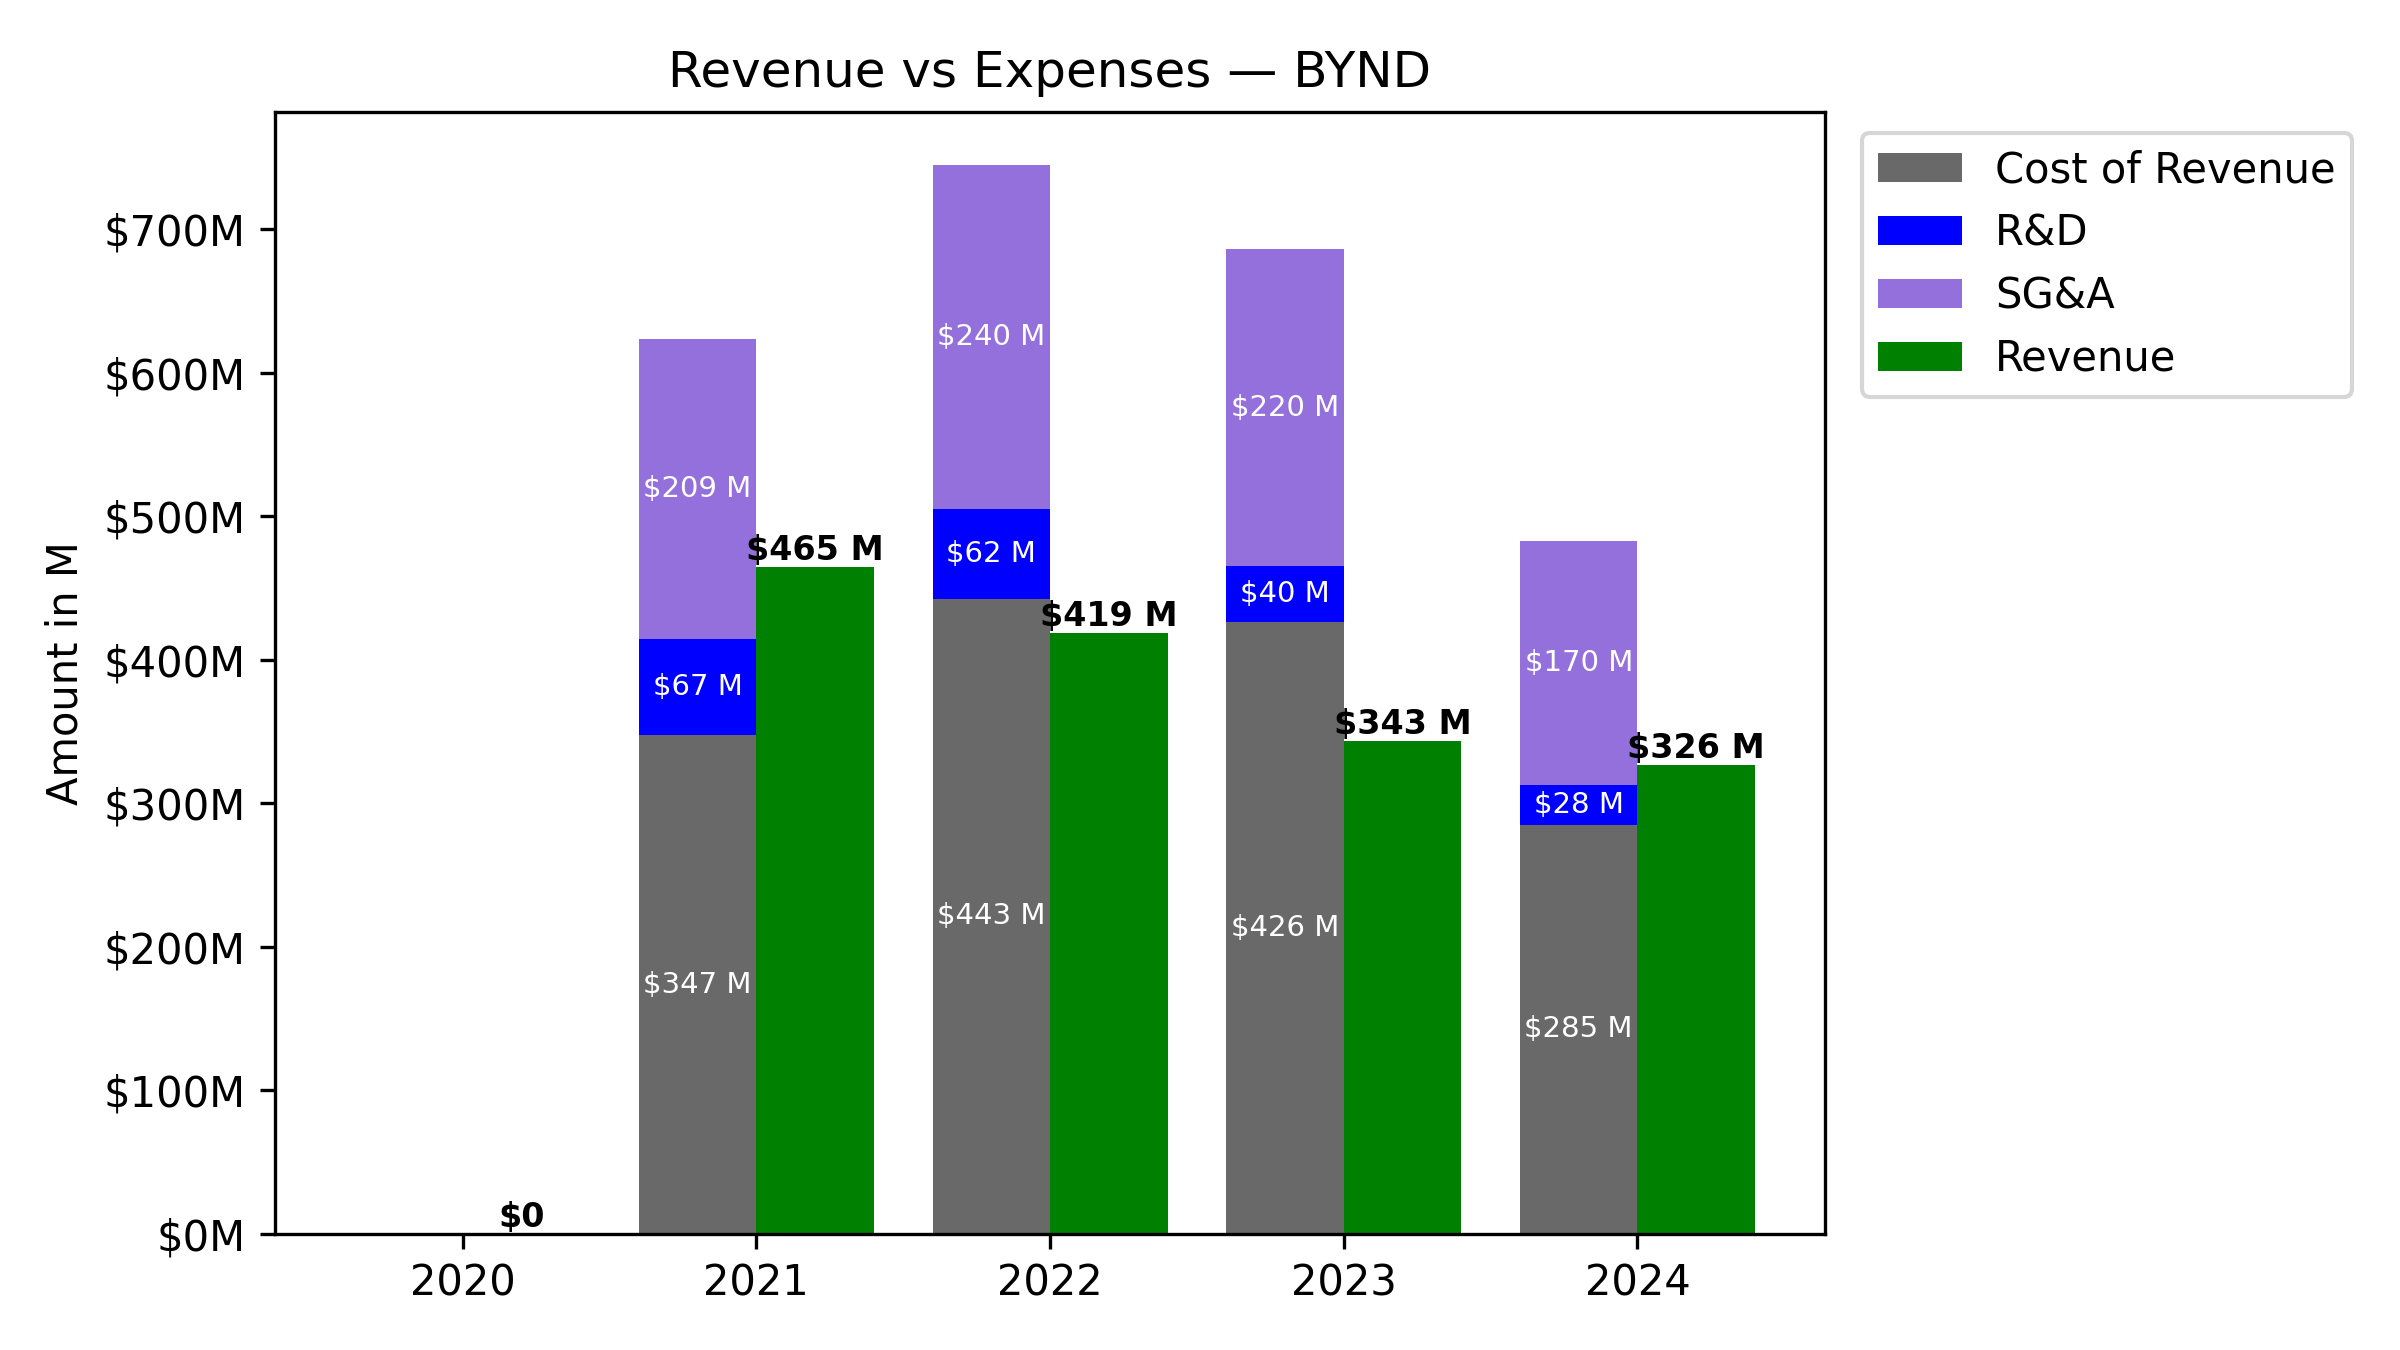 Revenue vs Expenses — BYND
Amount in M
$700M
$600M
$500M
$400M
$300M
$200M
$100M
$0M
$0
$209 M
$67 M
$347 M
$465 M
$240 M
$62 M
$443 M
$419 M
$220 M
$40 M
$426 M
$343 M
$170 M
$28 M
$285 M
$326 M
2020
2021
2022
2023
2024
Cost of Revenue
R&D
SG&A
Revenue